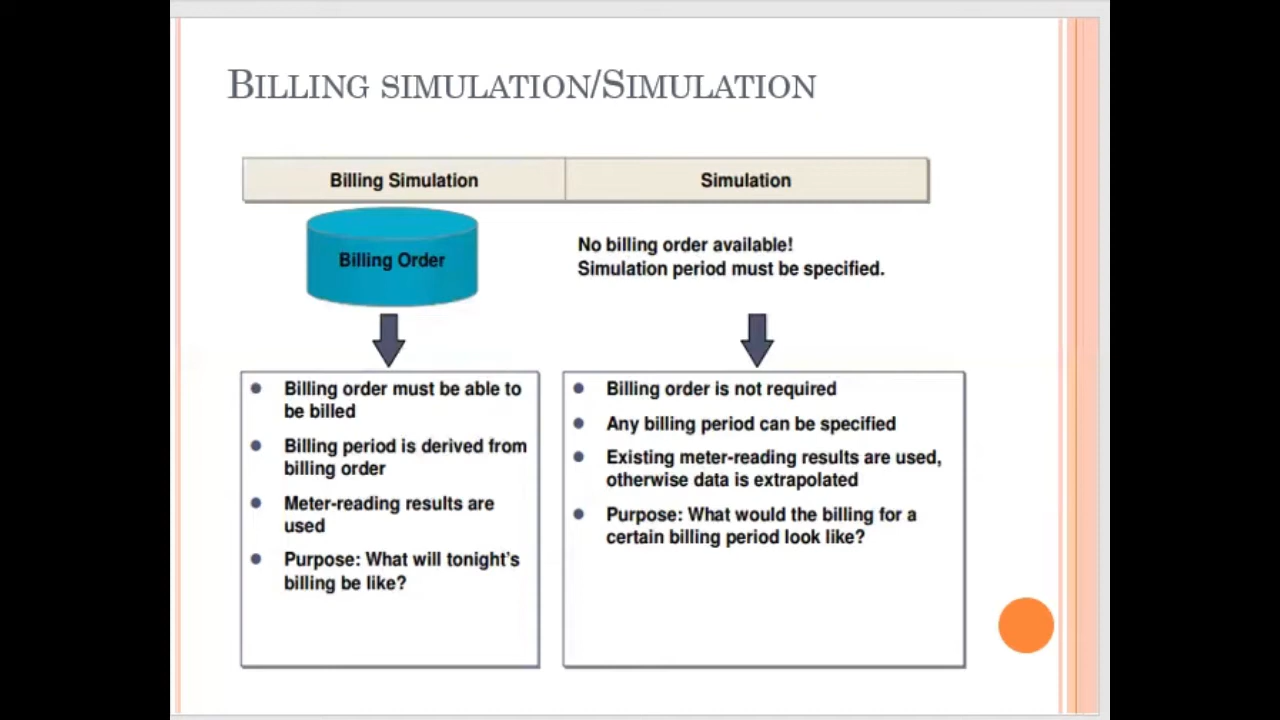 BILLING SIMULATION/SIMULATION
Billing Simulation
Simulation
Billing Order
No billing order available!
Simulation period must be specified.
Billing order must be able to
be billed
Billing period is derived from
billing order
Meter-reading results are
used
Purpose: What will tonight's
billing be like?
Billing order is not required
Any billing period can be specified
Existing meter-reading results are used,
otherwise data is extrapolated
Purpose: What would the billing for a
certain billing period look like?